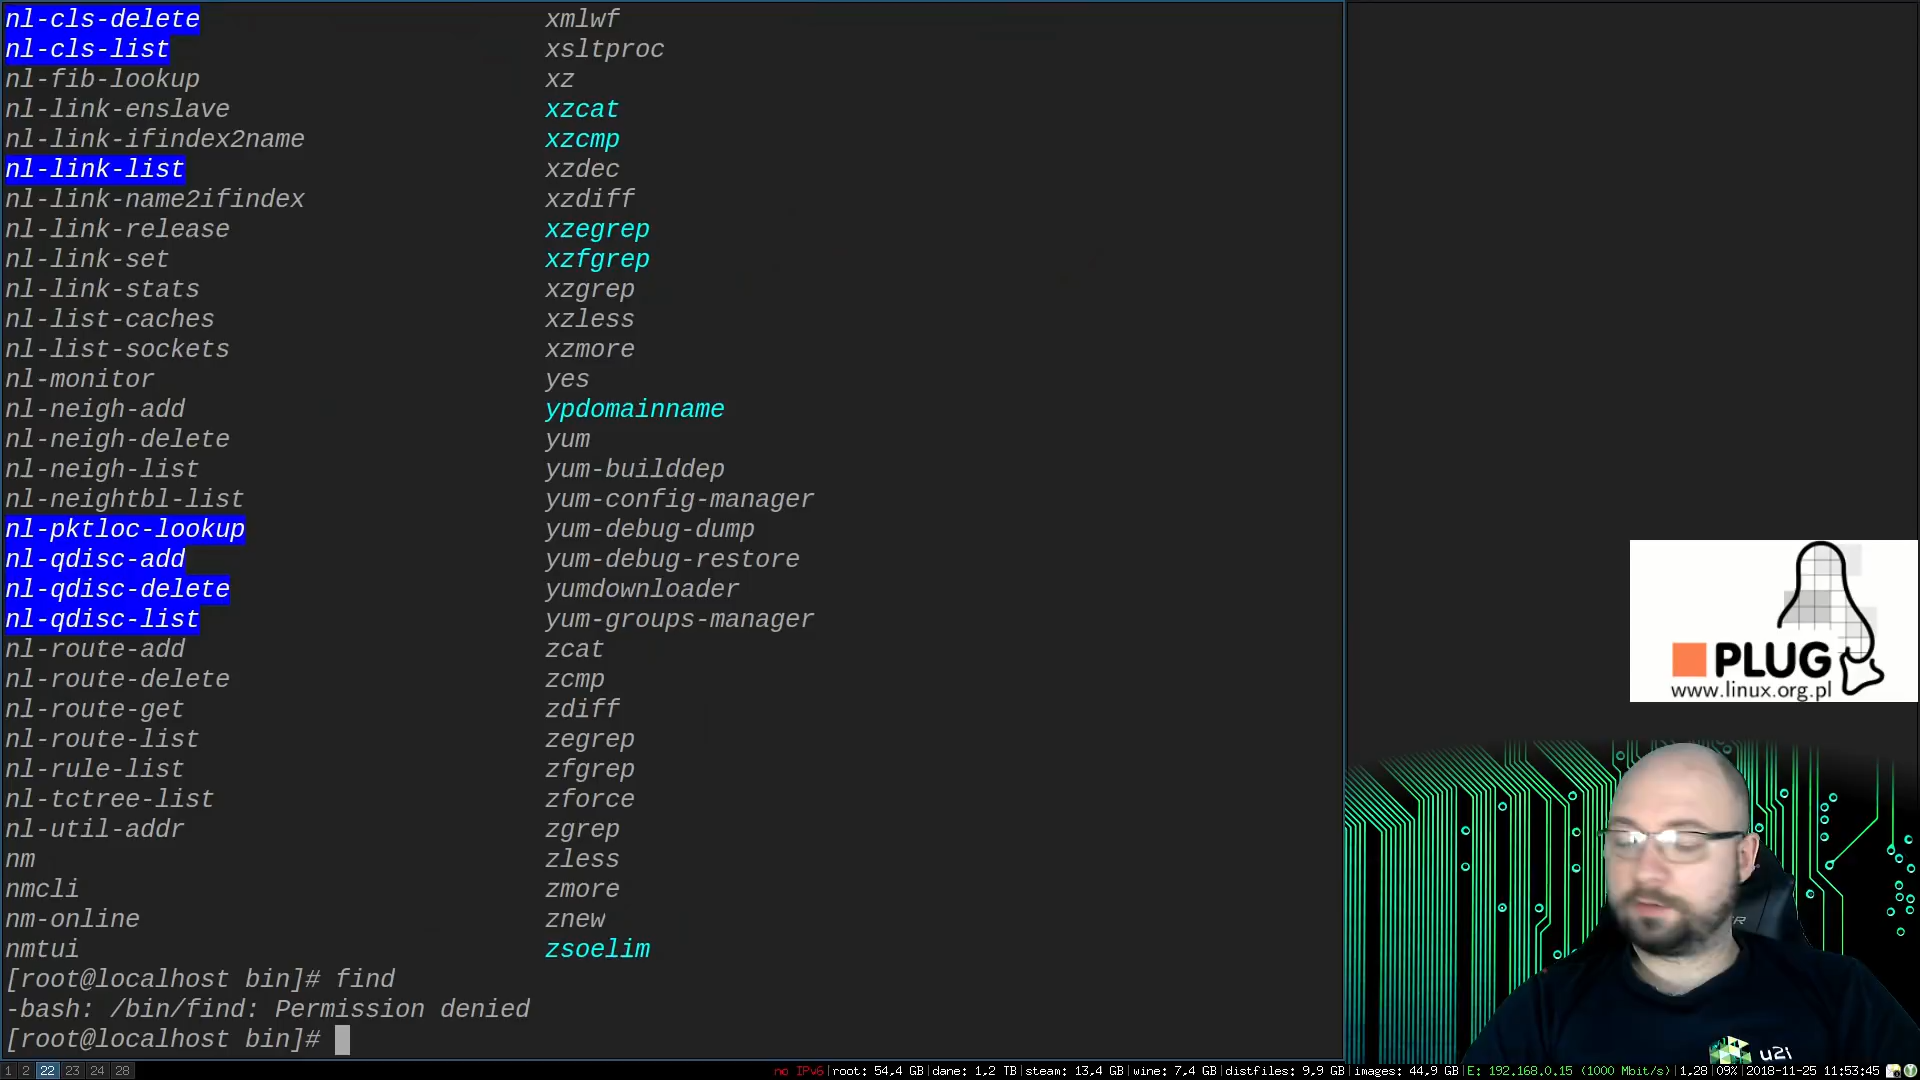 nl-cls-delete xmlwf
nl-cls-list xsltproc
nl-fib-lookup xz
nl-link-enslave xzcat
nl-link-ifindex2name xzcmp
nl-link-list xzdec
nl-link-name2ifindex xzdiff
nl-link-release xzegrep
nl-link-set xzfgrep
nl-link-stats xzgrep
nl-list-caches xzless
nl-list-sockets xzmore
nl-monitor yes
nl-neigh-add ypdomainname
nl-neigh-delete yum
nl-neigh-list yum-builddep
nl-neightbl-list yum-config-manager
nl-pktloc-lookup yum-debug-dump
nl-qdisc-add yum-debug-restore
nl-qdisc-delete yumdownloader
nl-qdisc-list yum-groups-manager
nl-route-add zcat
nl-route-delete zcmp
nl-route-get zdiff
nl-route-list zegrep
nl-rule-list zfgrep
nl-tctree-list zforce
nl-util-addr zgrep
nm zless
nmcli zmore
nm-online znew
nmtui zsoelim
[root@localhost bin]# find
-bash: /bin/find: Permission denied
[root@localhost bin]#
PLUG
www.linux.org.pl
u2i
1 2 22 23 24 28 no IPv6|root: 54,4 GB|dane: 1,2 TB|steam: 13,4 GB|wine: 7,4 GB|distfiles: 9,9 GB|images: 44,9 GB|E: 192.168.0.15 (1000 Mbit/s)|1,28|09%|2018-11-25 11:53:45